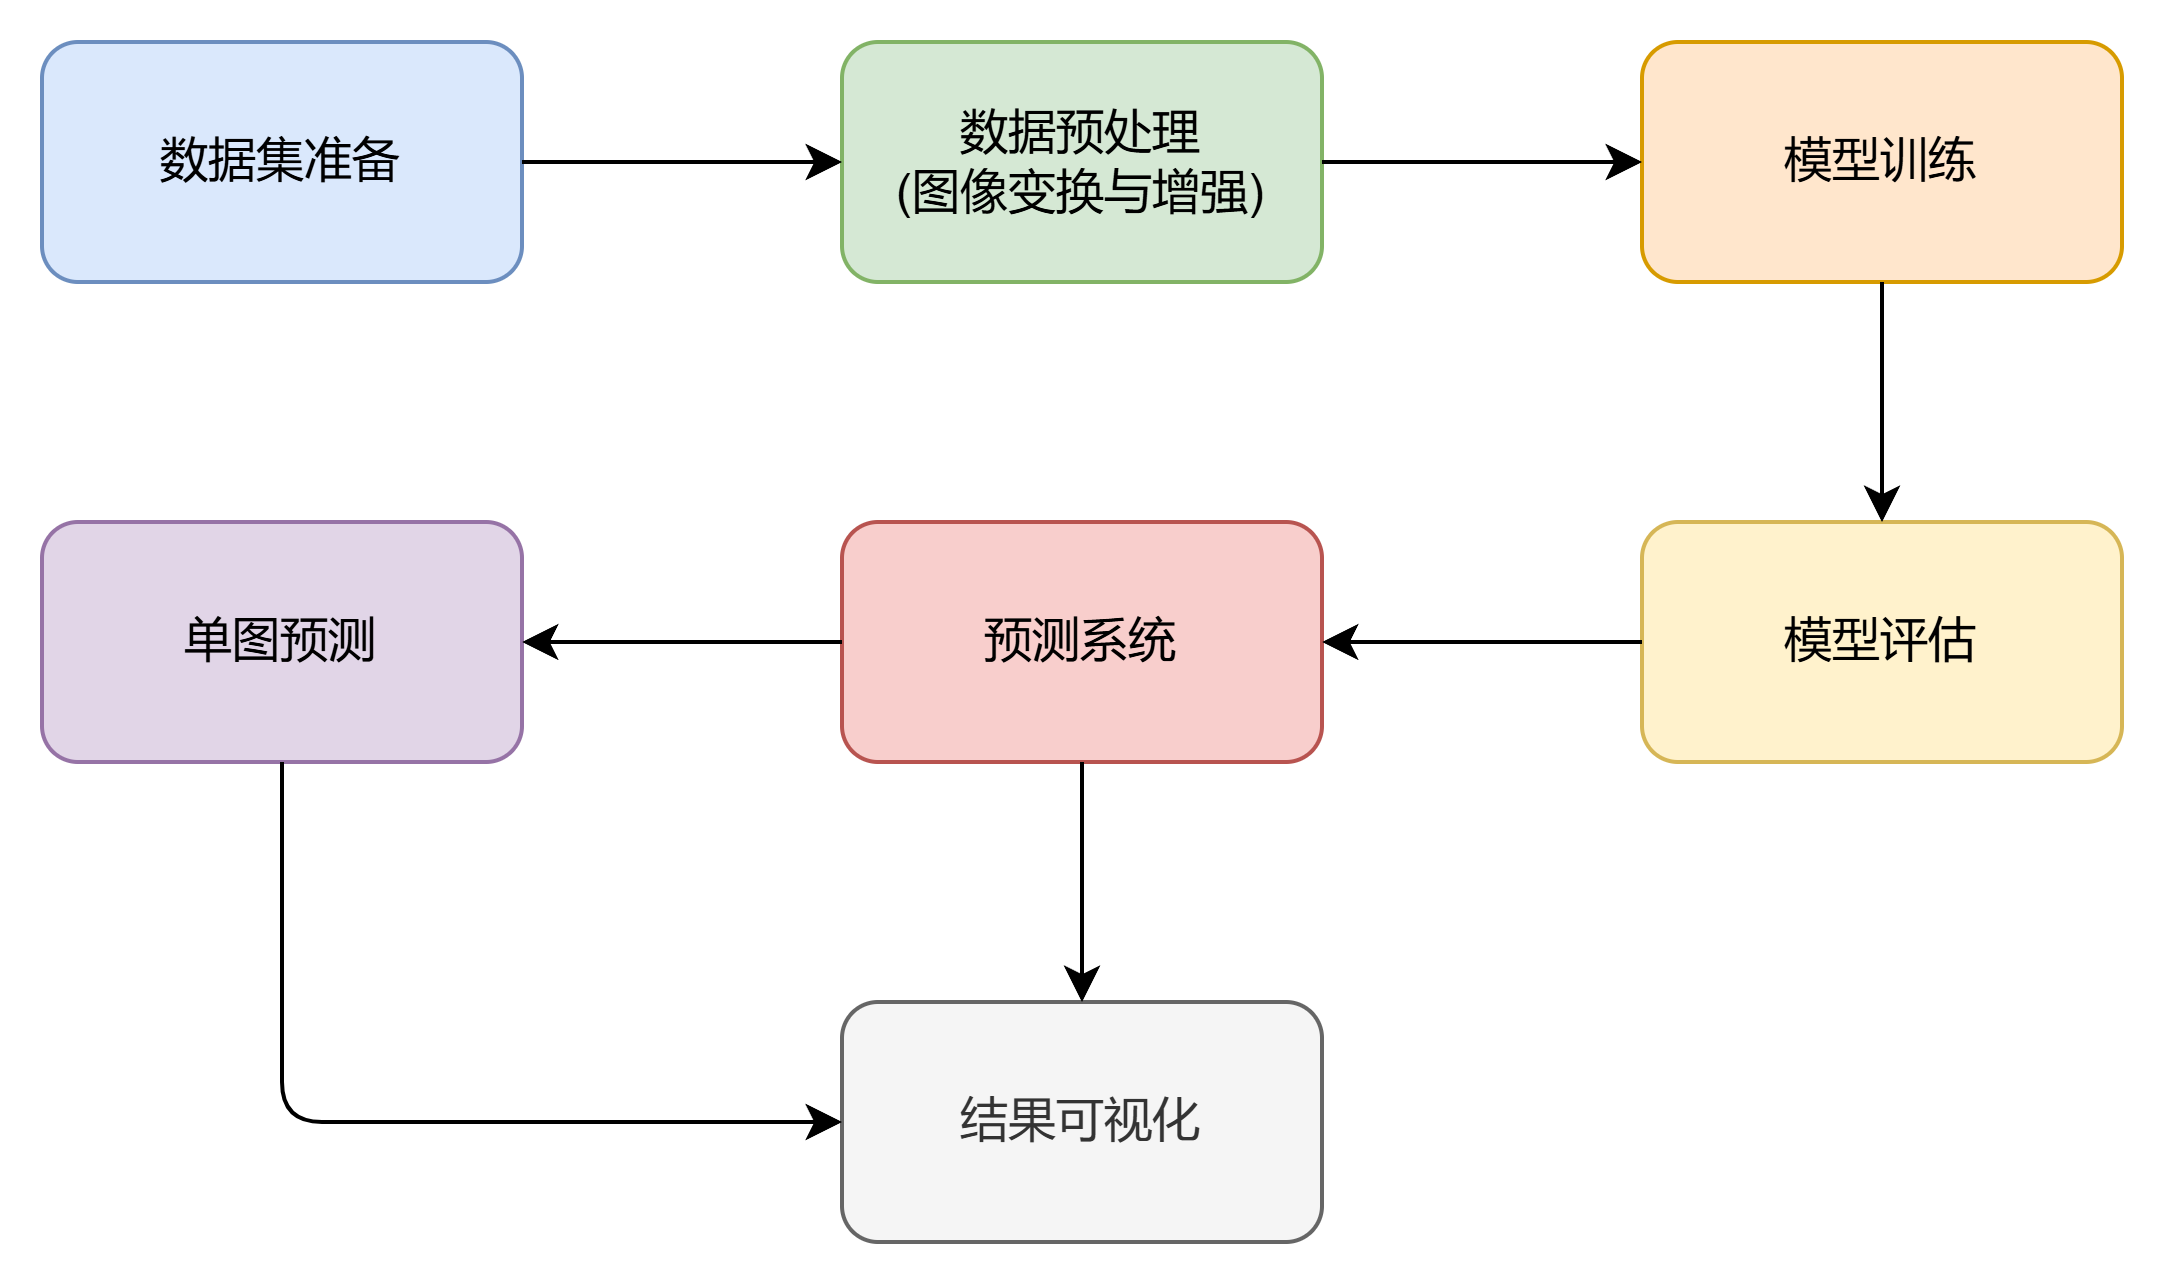 数据集准备
数据预处理
(图像变换与增强)
模型训练
单图预测
预测系统
模型评估
结果可视化